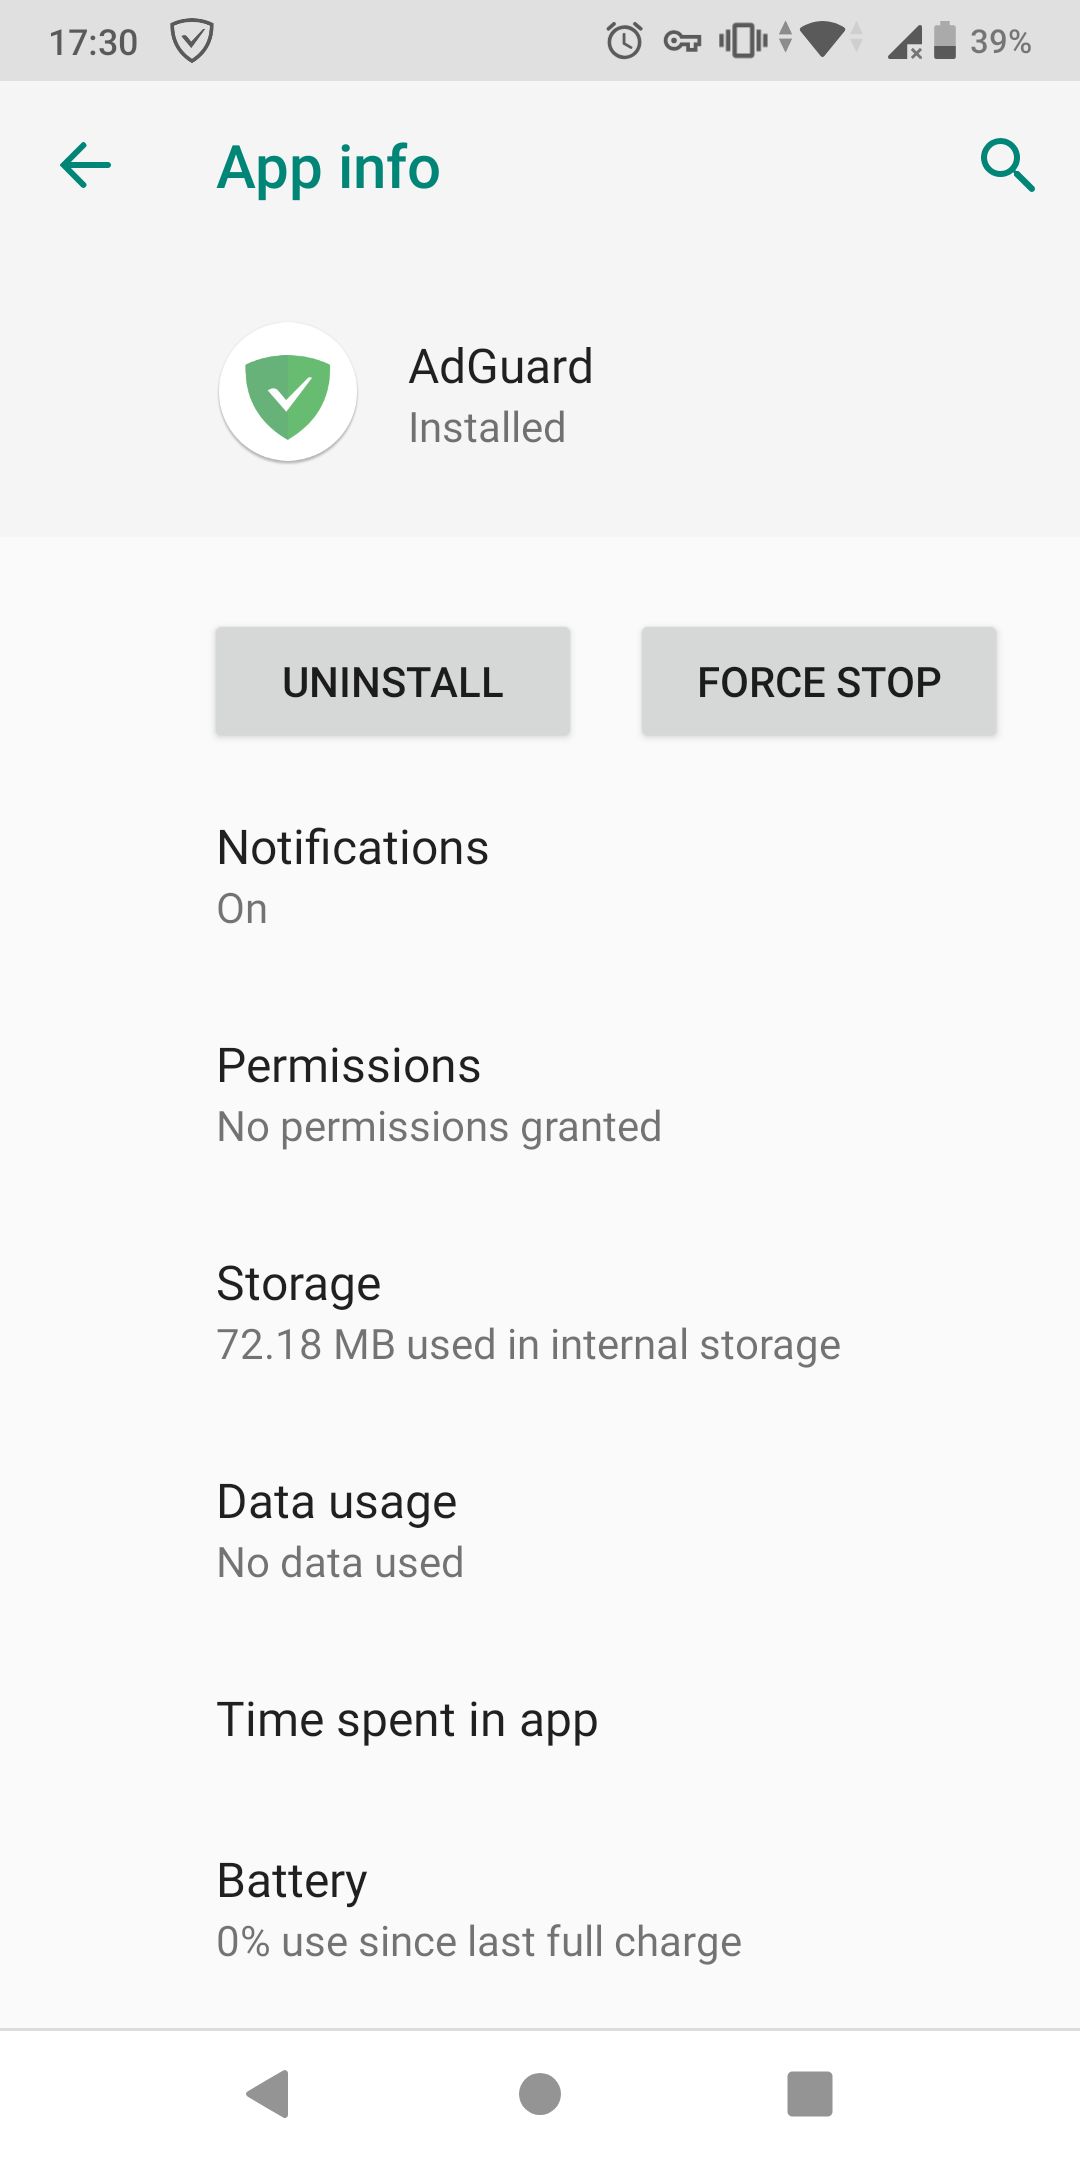 17:30 39%
App info
AdGuard
Installed
UNINSTALL FORCE STOP
Notifications
On
Permissions
No permissions granted
Storage
72.18 MB used in internal storage
Data usage
No data used
Time spent in app
Battery
0% use since last full charge